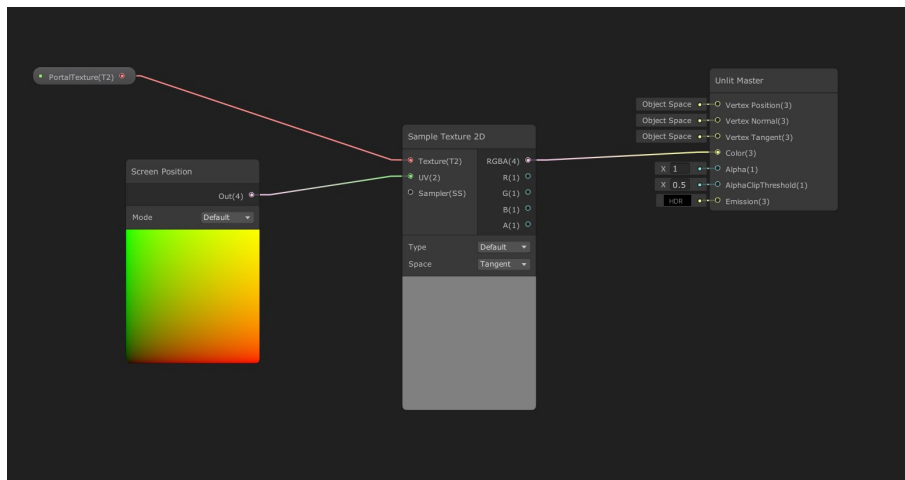 PortalTexture(T2)
Screen Position
Out(4)
Mode
Default
Sample Texture 2D
Texture(T2)
RGBA(4)
UV(2)
R(1)
Sampler(SS)
G(1)
B(1)
A(1)
Type
Default
Space
Tangent
Unlit Master
Object Space
Vertex Position(3)
Object Space
Vertex Normal(3)
Object Space
Vertex Tangent(3)
Color(3)
X 1
Alpha(1)
X 0.5
AlphaClipThreshold(1)
HDR
Emission(3)